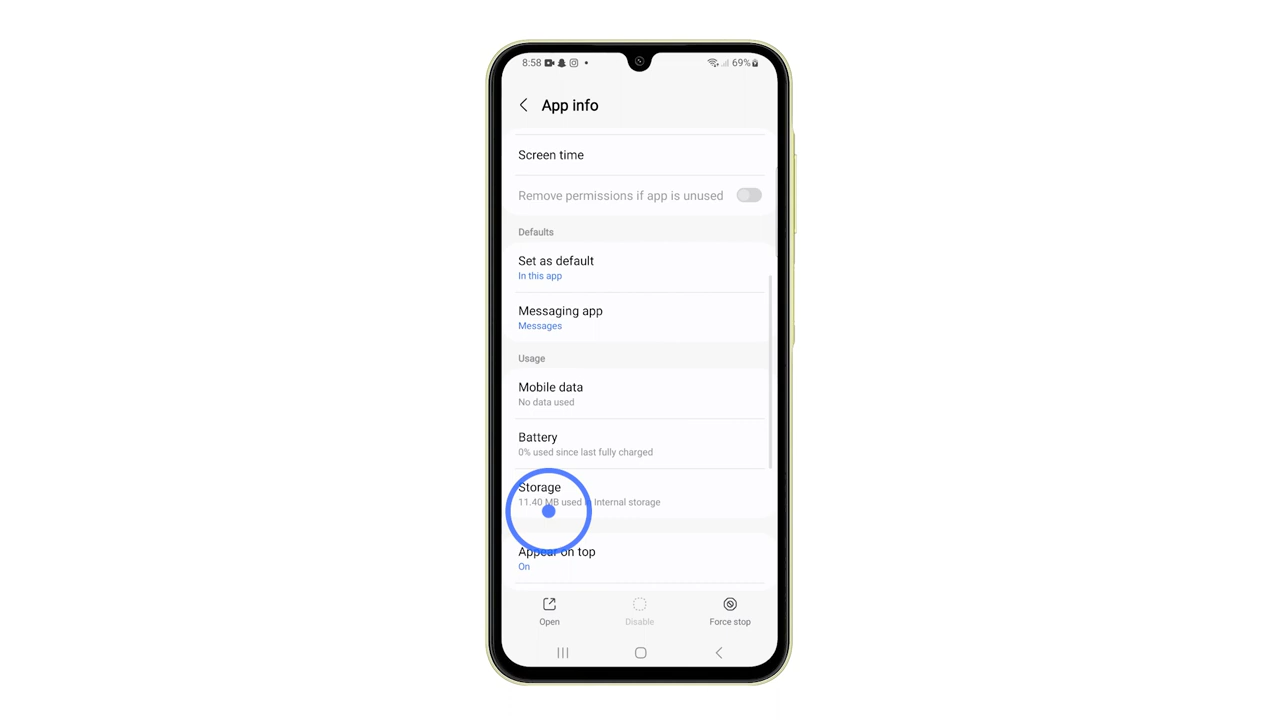 8:58
69%
App info
Screen time
Remove permissions if app is unused
Defaults
Set as default
In this app
Messaging app
Messages
Usage
Mobile data
No data used
Battery
0% used since last fully charged
Storage
11.40 MB used in Internal storage
Appear on top
On
Open
Disable
Force stop